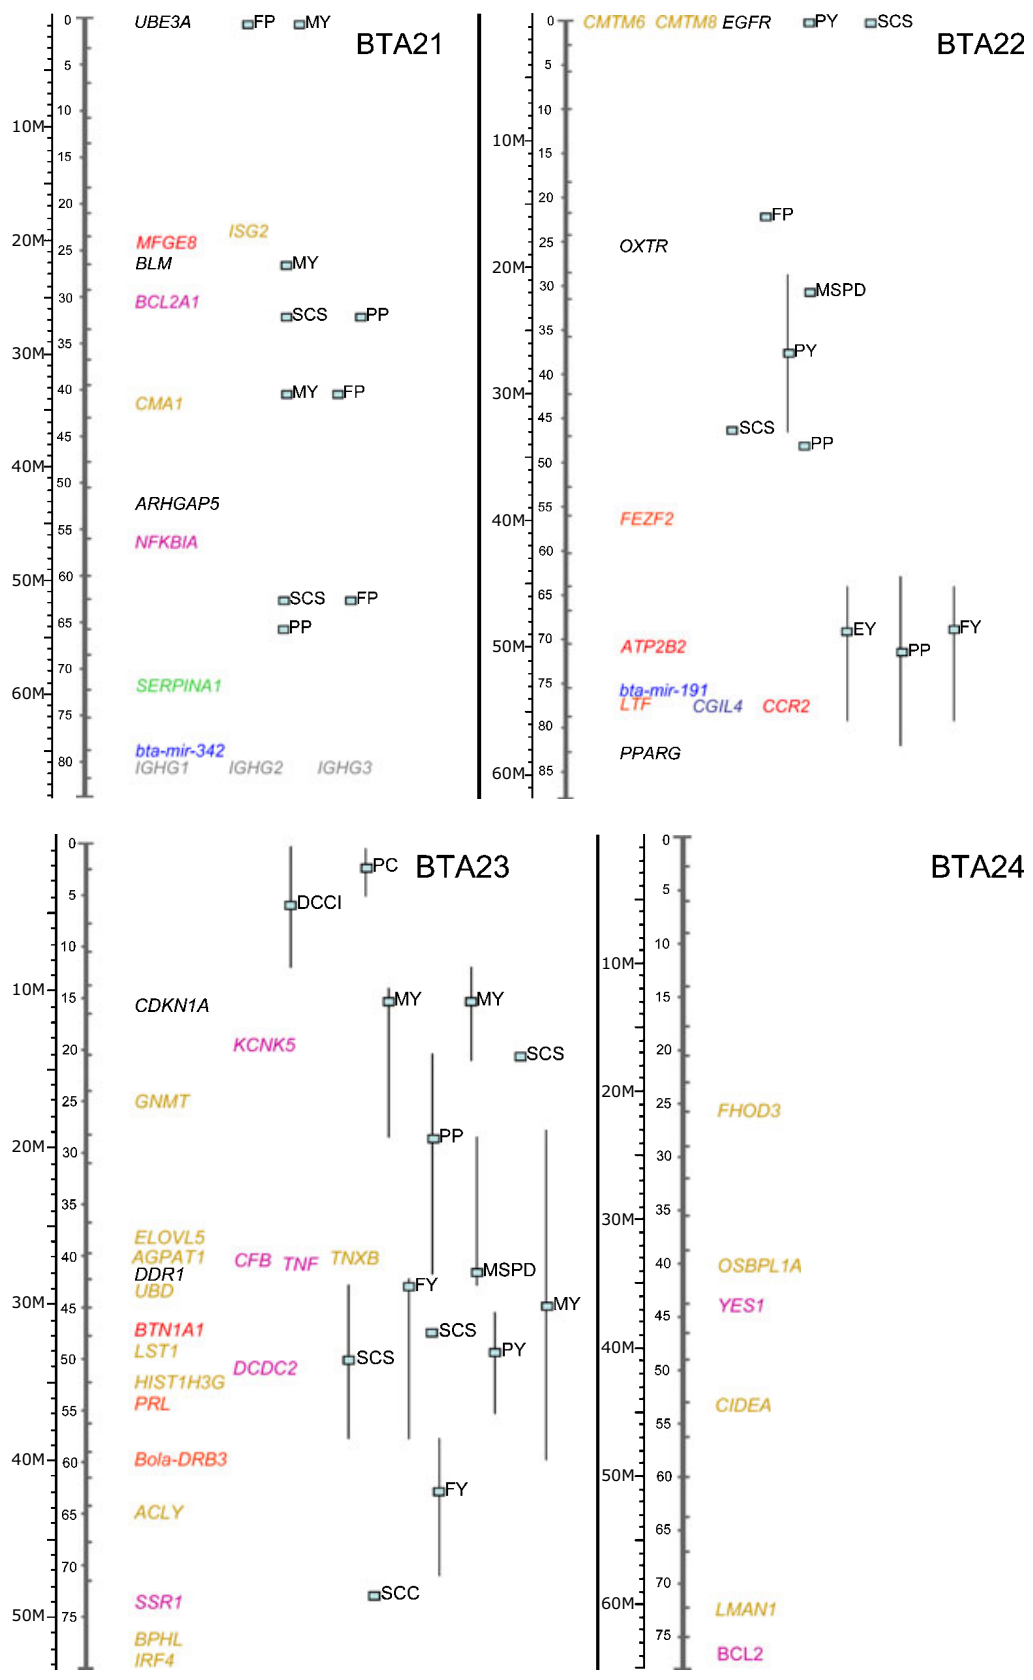 0 UBE3A FP MY
BTA21
5
10
10M
15
20
ISG2
20M
MFGE8
25
BLM MY
30 BCL2A1
SCS PP
30M
35
40 MY FP
CMA1
45
40M
50
ARHGAP5
55
NFKBIA
50M
60
SCS FP
65 PP
70
SERPINA1
60M
75
bta-mir-342
80
IGHG1 IGHG2 IGHG3
0 CMTM6 CMTM8 EGFR PY SCS
BTA22
5
10
10M
15
20
FP
25 OXTR
20M
30 MSPD
35
PY
40
30M
45
SCS
PP
50
55
FEZF2
40M
60
65
EY FY
70
50M ATP2B2
PP
75 bta-mir-191
LTF CGIL4 CCR2
80
PPARG
85
60M
0
PC
BTA23
5 DCCI
10
10M
15 CDKN1A MY MY
20 KCNK5
SCS
25 GNMT
PP
20M
30
35
ELOVL5
40 AGPAT1 CFB TNF TNXB
DDR1 MSPD
UBD FY
30M
45 MY
BTN1A1 SCS
LST1 PY
50 DCDC2 SCS
HIST1H3G
PRL
55
40M Bola-DRB3
60
FY
65 ACLY
70
SSR1 SCC
50M
75
BPHL
IRF4
0
BTA24
5
10
10M
15
20
20M
25 FHOD3
30
30M
35
40 OSBPL1A
45 YES1
40M
50
CIDEA
55
50M
60
65
70
60M LMAN1
75
BCL2